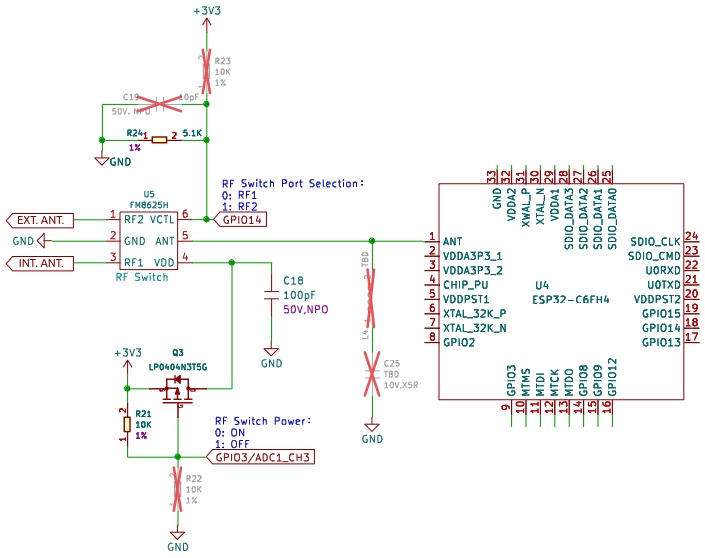 +3V3
R23
10K
1%
2
1
C19
10pF
50V, NPO
R24
1
2
5.1K
1%
GND
U5
FM8625H
RF Switch Port Selection:
0: RF1
1: RF2
EXT. ANT.
1
RF2
VCTL
6
GPIO14
GND
2
GND
ANT
5
INT. ANT.
3
RF1
VDD
4
RF Switch
C18
100pF
50V,NPO
GND
TBD
L4
C25
TBD
10V,X5R
GND
+3V3
Q3
LP0404N3T5G
2
R21
10K
1%
1
RF Switch Power:
0: ON
1: OFF
GPIO3/ADC1_CH3
R22
10K
1%
GND
33 32 31 30 29 28 27 26 25
GND VDDA2 XWAL_P XTAL_N VDDA1 SDIO_DATA3 SDIO_DATA2 SDIO_DATA1 SDIO_DATA0
1 ANT
2 VDDA3P3_1
3 VDDA3P3_2
4 CHIP_PU
5 VDDPST1
6 XTAL_32K_P
7 XTAL_32K_N
8 GPIO2
U4
ESP32-C6FH4
SDIO_CLK 24
SDIO_CMD 23
U0RXD 22
U0TXD 21
VDDPST2 20
GPIO15 19
GPIO14 18
GPIO13 17
GPIO3 MTMS MTDI MTCK MTDO GPIO8 GPIO9 GPIO12
9 10 11 12 13 14 15 16